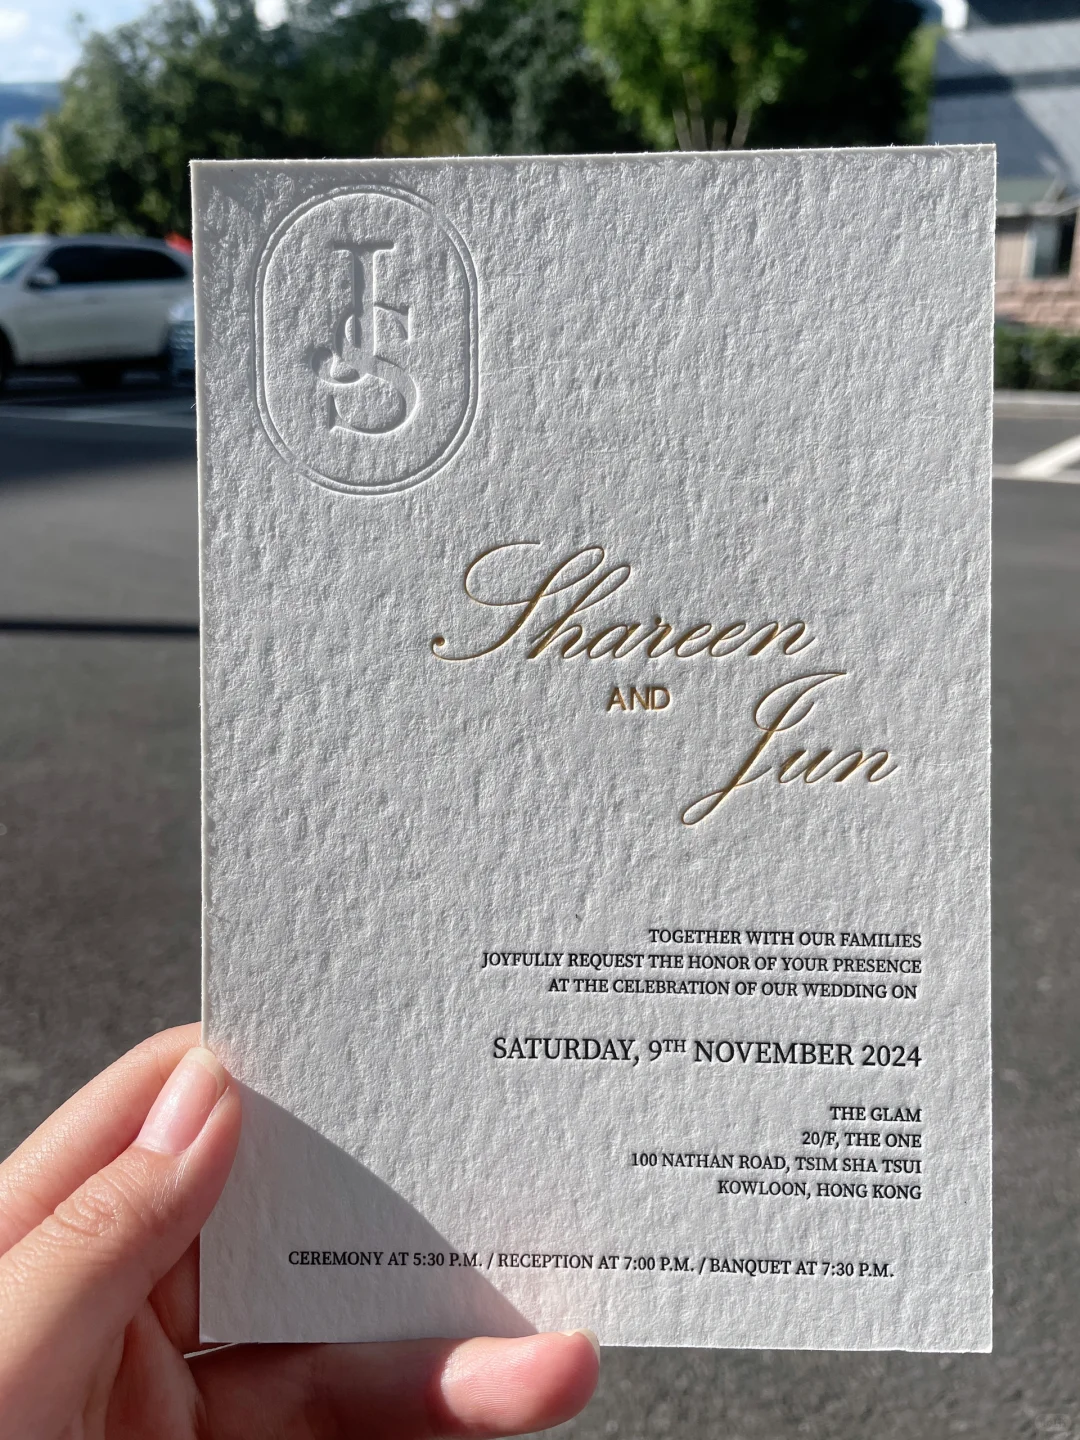 JS
Shareen
AND
Jun
TOGETHER WITH OUR FAMILIES
JOYFULLY REQUEST THE HONOR OF YOUR PRESENCE
AT THE CELEBRATION OF OUR WEDDING ON
SATURDAY, 9TH NOVEMBER 2024
THE GLAM
20/F, THE ONE
100 NATHAN ROAD, TSIM SHA TSUI
KOWLOON, HONG KONG
CEREMONY AT 5:30 P.M. / RECEPTION AT 7:00 P.M. / BANQUET AT 7:30 P.M.